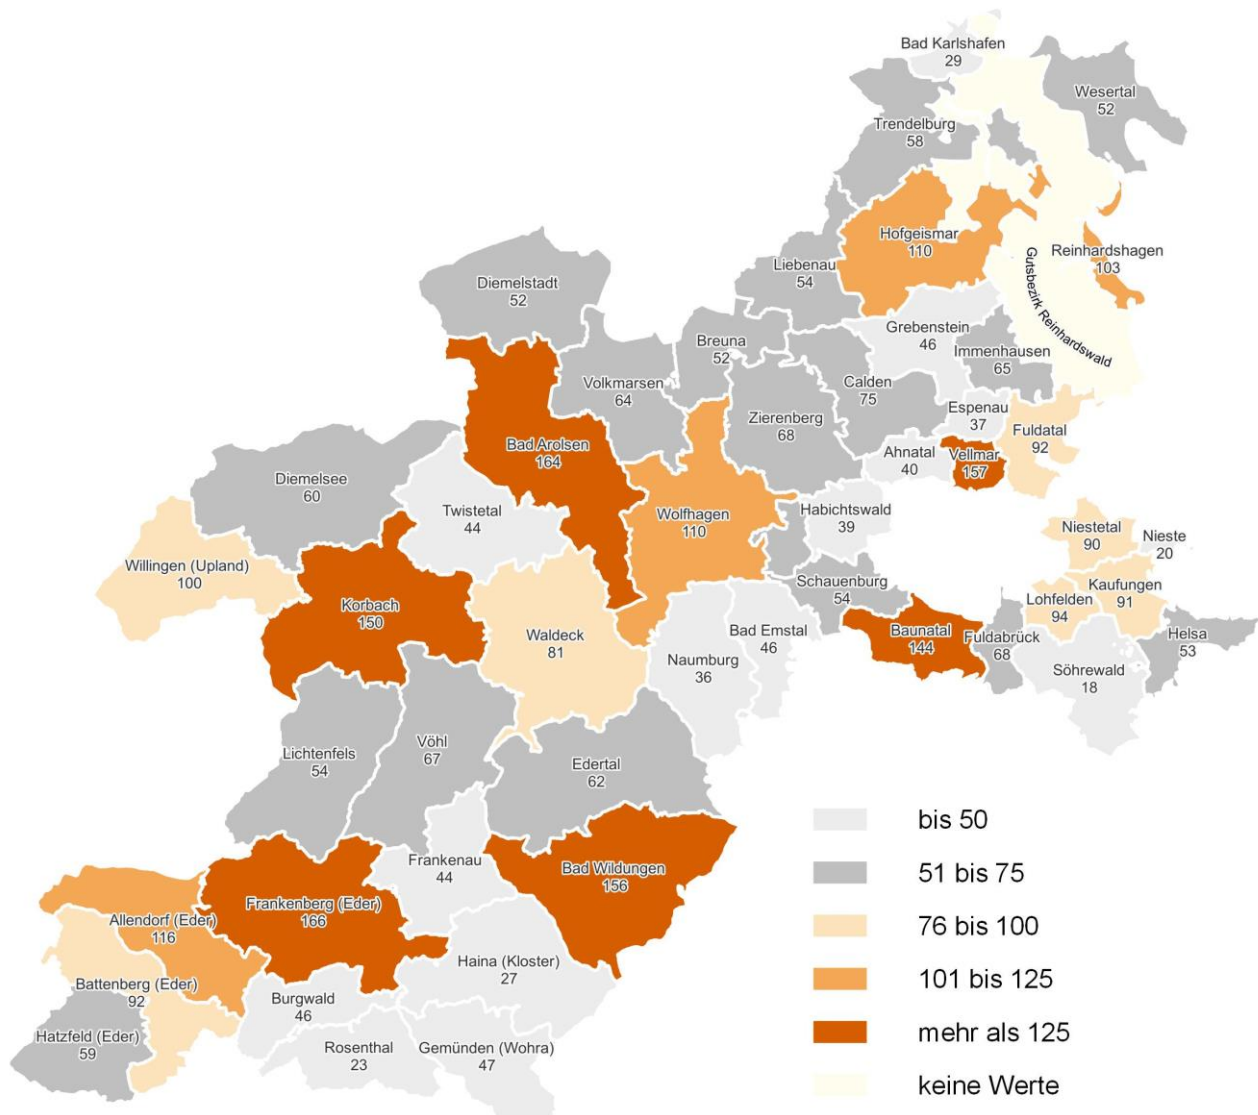 Bad Karlshafen
29
Wesertal
52
Trendelburg
58
Hofgeismar
110
Reinhardshagen
103
Gutsbezirk Reinhardswald
Liebenau
54
Diemelstadt
52
Grebenstein
46
Breuna
52
Immenhausen
65
Volkmarsen
64
Calden
75
Zierenberg
68
Espenau
37
Fuldatal
92
Bad Arolsen
164
Ahnatal
40
Vellmar
157
Diemelsee
60
Twistetal
44
Wolfhagen
110
Habichtswald
39
Niestetal
90
Nieste
20
Willingen (Upland)
100
Schauenburg
54
Kaufungen
91
Korbach
150
Lohfelden
94
Waldeck
81
Bad Emstal
46
Baunatal
144
Fuldabrück
68
Helsa
53
Naumburg
36
Söhrewald
18
Lichtenfels
54
Vöhl
67
Edertal
62
Frankenau
44
Bad Wildungen
156
Frankenberg (Eder)
166
Allendorf (Eder)
116
Haina (Kloster)
27
Battenberg (Eder)
92
Burgwald
46
Hatzfeld (Eder)
59
Rosenthal
23
Gemünden (Wohra)
47
bis 50
51 bis 75
76 bis 100
101 bis 125
mehr als 125
keine Werte